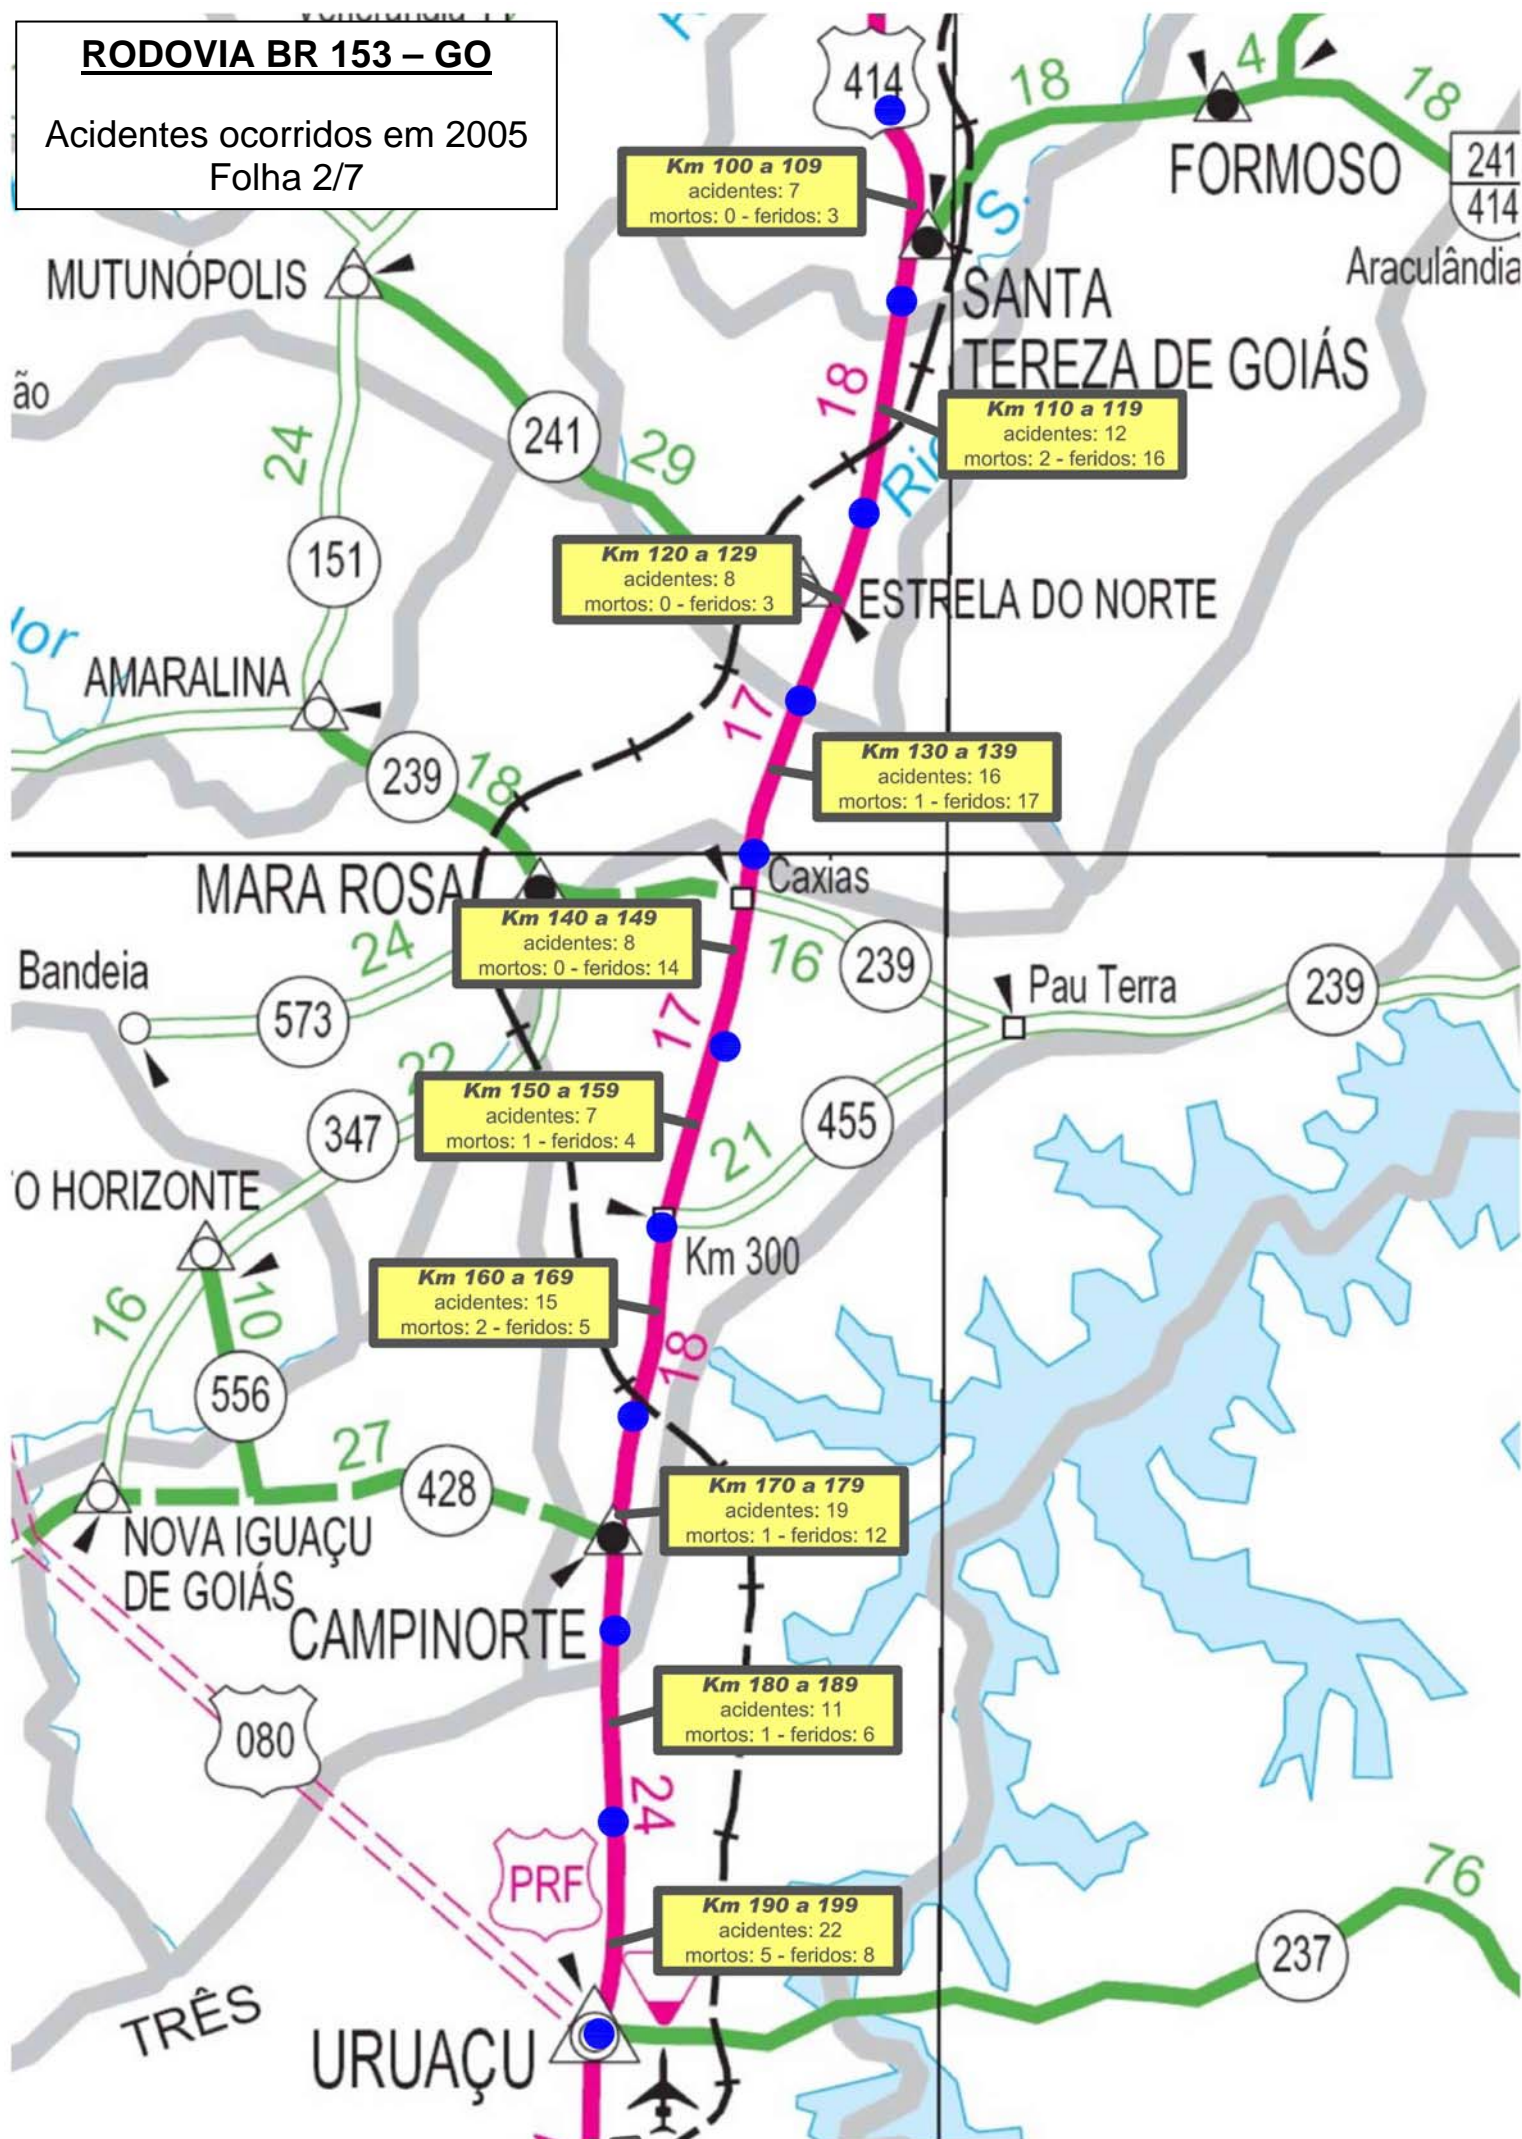 RODOVIA BR 153 – GO
Acidentes ocorridos em 2005
Folha 2/7
414
18
4
18
FORMOSO
241
414
Araculândia
Km 100 a 109
acidentes: 7
mortos: 0 - feridos: 3
S.
MUTUNÓPOLIS
SANTA
TEREZA DE GOIÁS
ão
18
24
241
29
Km 110 a 119
acidentes: 12
mortos: 2 - feridos: 16
151
Km 120 a 129
acidentes: 8
mortos: 0 - feridos: 3
ESTRELA DO NORTE
AMARALINA
17
239
18
Km 130 a 139
acidentes: 16
mortos: 1 - feridos: 17
MARA ROSA
Caxias
Km 140 a 149
acidentes: 8
mortos: 0 - feridos: 14
24
16
239
Bandeia
Pau Terra
239
573
17
22
Km 150 a 159
acidentes: 7
mortos: 1 - feridos: 4
347
455
21
O HORIZONTE
Km 300
Km 160 a 169
acidentes: 15
mortos: 2 - feridos: 5
16
10
18
556
27
428
Km 170 a 179
acidentes: 19
mortos: 1 - feridos: 12
NOVA IGUAÇU
DE GOIÁS
CAMPINORTE
Km 180 a 189
acidentes: 11
mortos: 1 - feridos: 6
080
24
PRF
76
Km 190 a 199
acidentes: 22
mortos: 5 - feridos: 8
237
TRÊS
URUAÇU